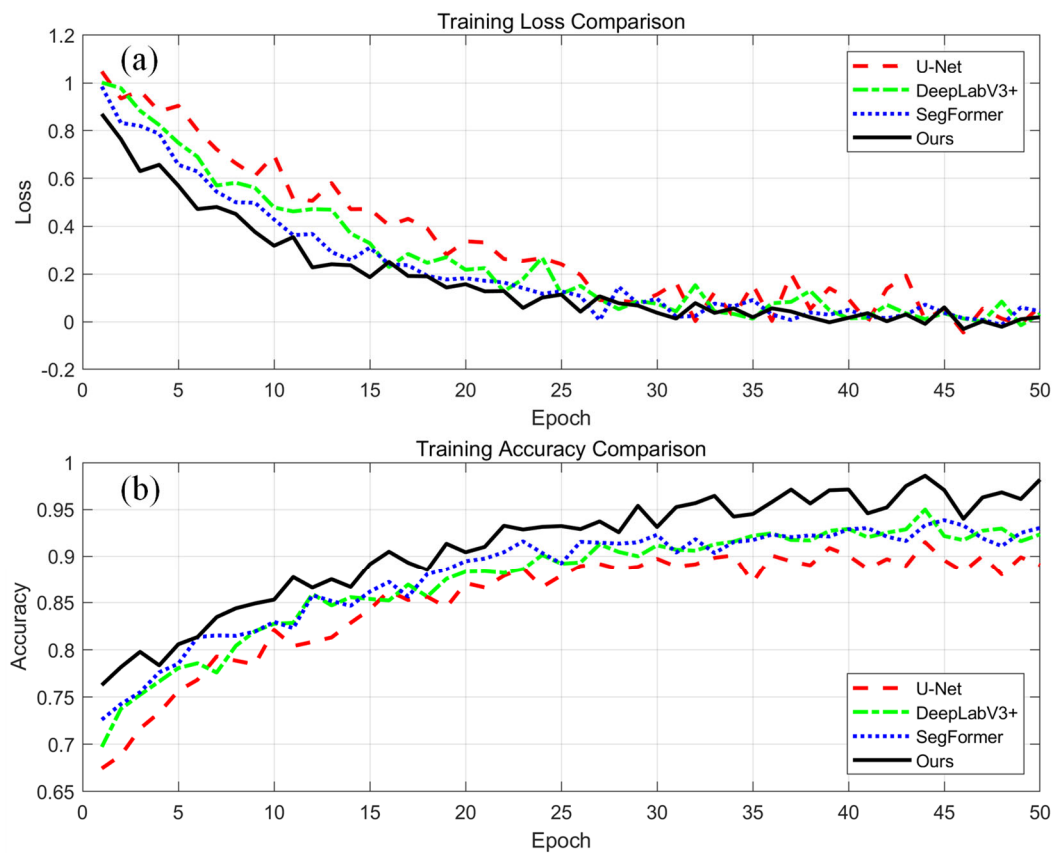 Training Loss Comparison
(a)
1.2
1
0.8
0.6
0.4
0.2
0
-0.2
Loss
U-Net
DeepLabV3+
SegFormer
Ours
0 5 10 15 20 25 30 35 40 45 50
Epoch
Training Accuracy Comparison
(b)
1
0.95
0.9
0.85
0.8
0.75
0.7
0.65
Accuracy
U-Net
DeepLabV3+
SegFormer
Ours
0 5 10 15 20 25 30 35 40 45 50
Epoch